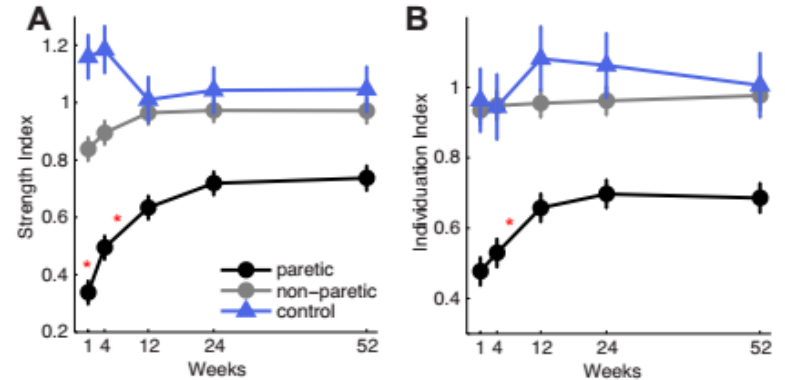 A
Strength Index
1.2
1
0.8
0.6
0.4
0.2
*
*
paretic
non-paretic
control
1 4 12 24 52
Weeks
B
Individuation Index
1
0.8
0.6
0.4
*
1 4 12 24 52
Weeks